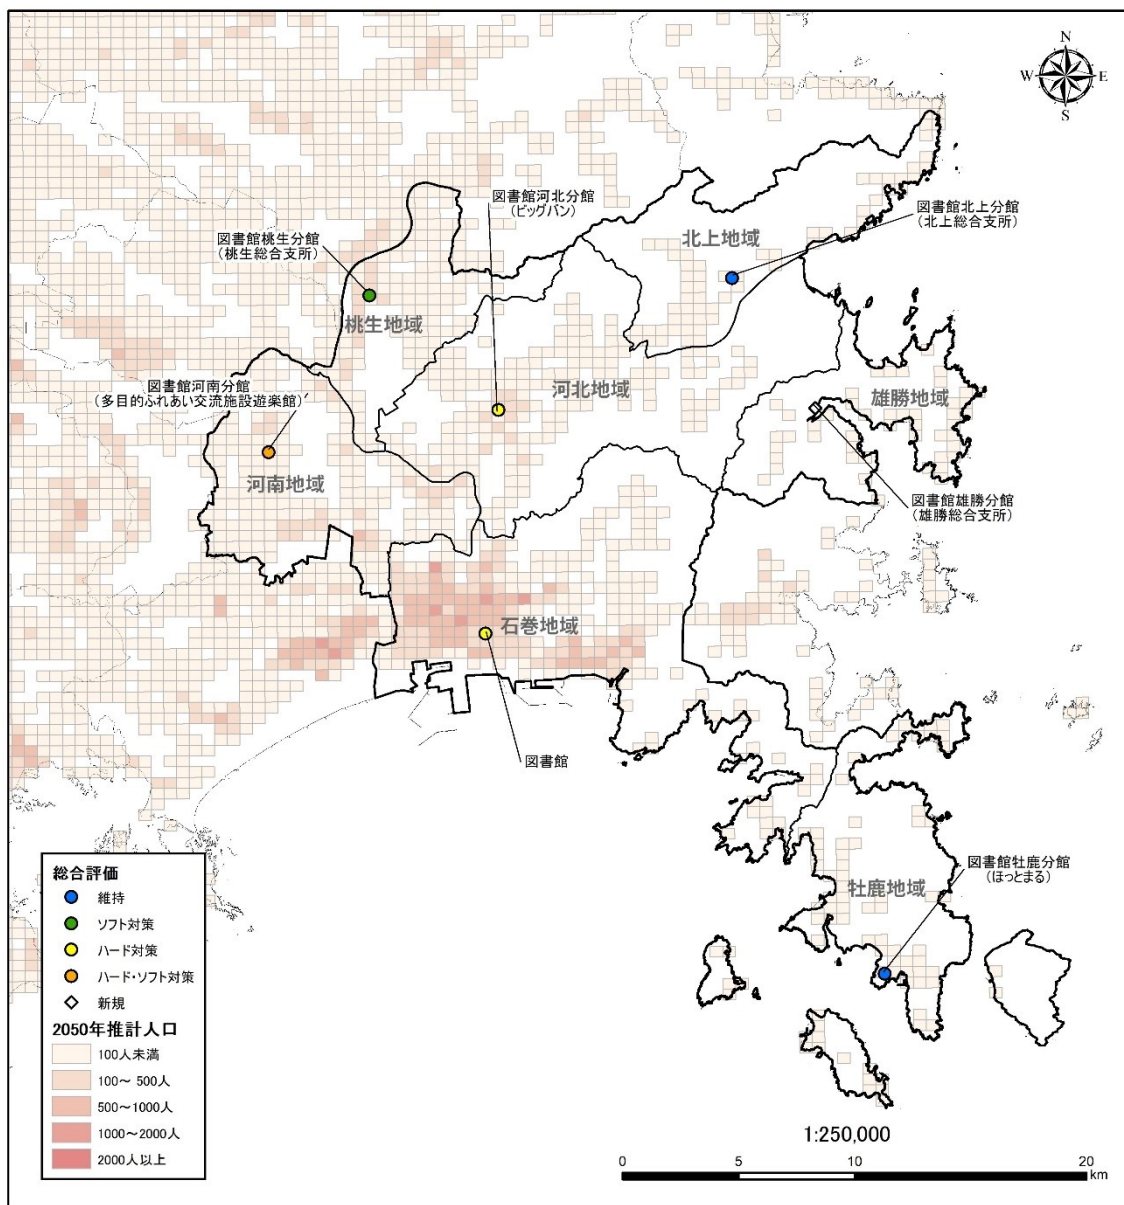 N
W E
S
図書館河北分館
(ビッグバン)
図書館北上分館
(北上総合支所)
図書館桃生分館
(桃生総合支所)
北上地域
桃生地域
図書館河南分館
(多目的ふれあい交流施設遊楽館)
河北地域
雄勝地域
河南地域
図書館雄勝分館
(雄勝総合支所)
石巻地域
図書館
図書館牡鹿分館
(ほっとまる)
牡鹿地域
総合評価
維持
ソフト対策
ハード対策
ハード・ソフト対策
新規
2050年推計人口
100人未満
100～ 500人
500～1000人
1000～2000人
2000人以上
1:250,000
0 5 10 20
km